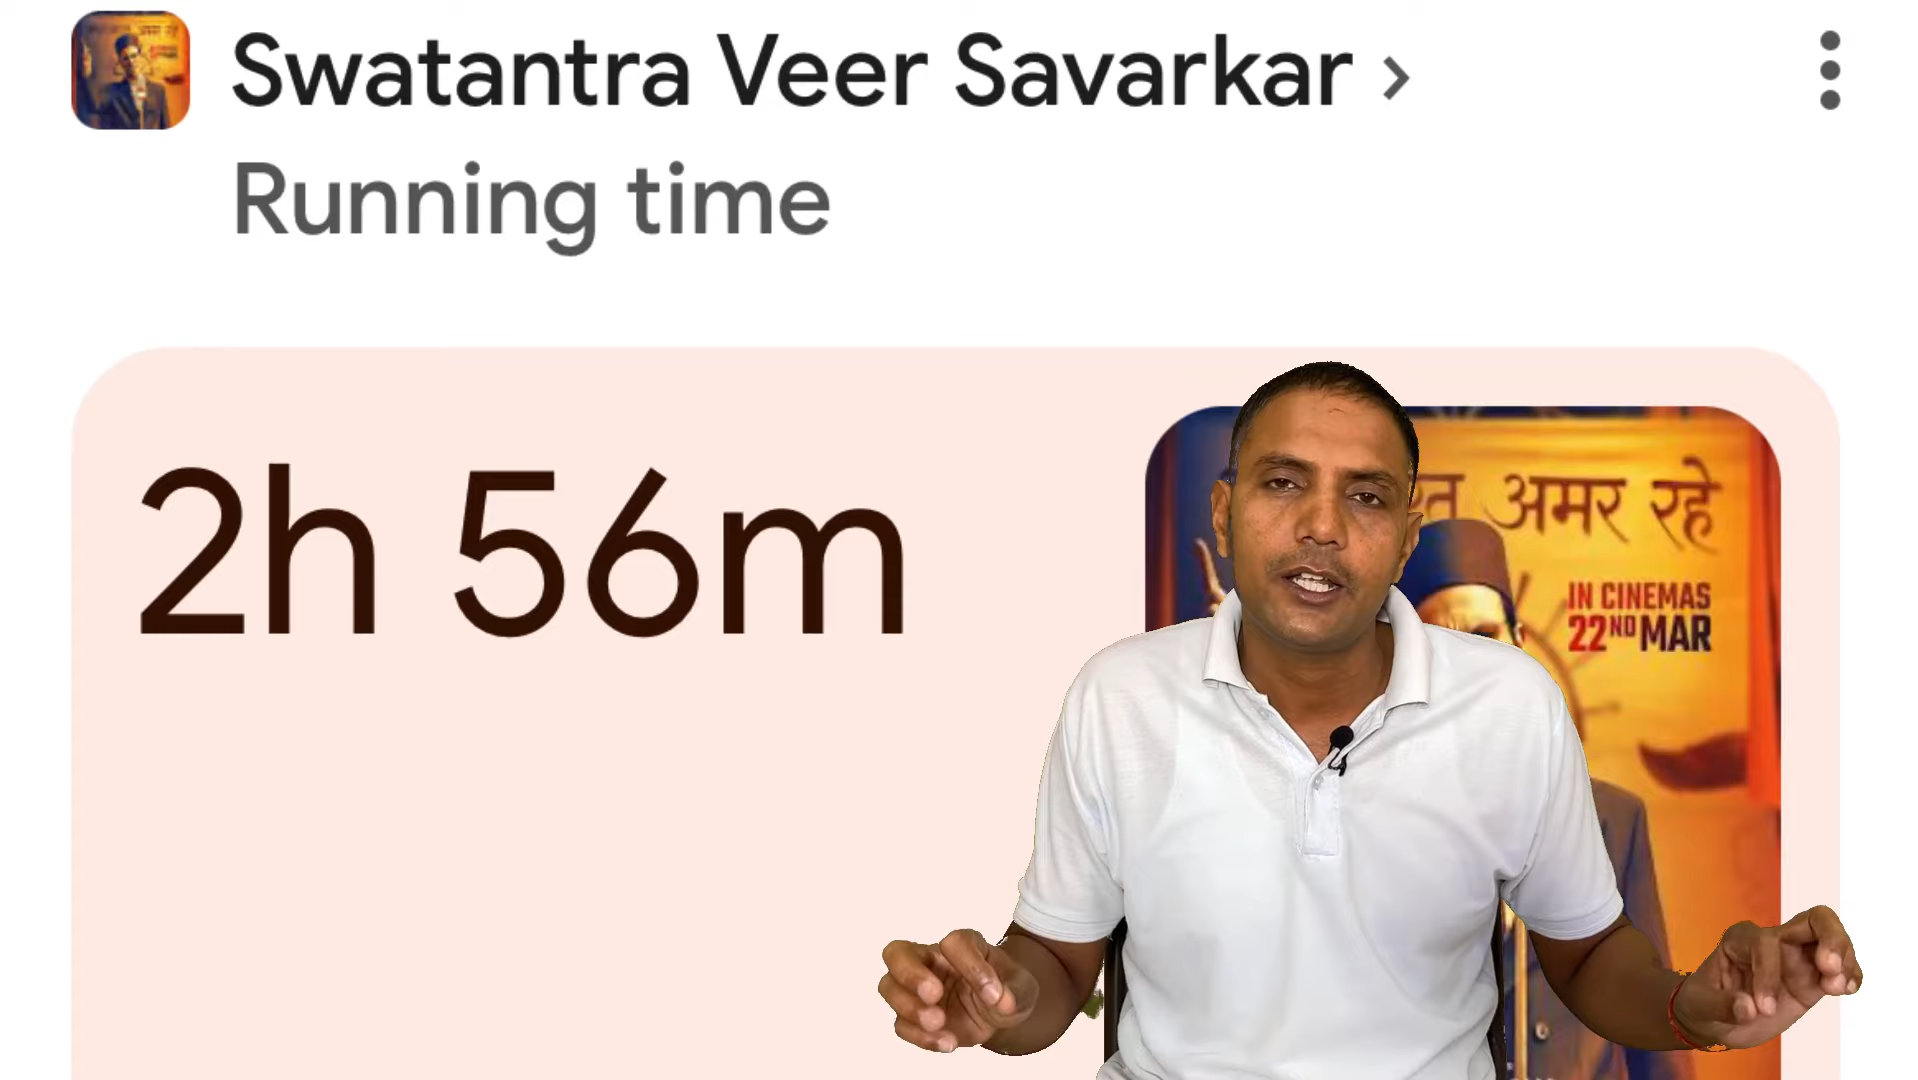 Swatantra Veer Savarkar
Running time
2h 56m
अमर रहे
IN CINEMAS
22ND MAR